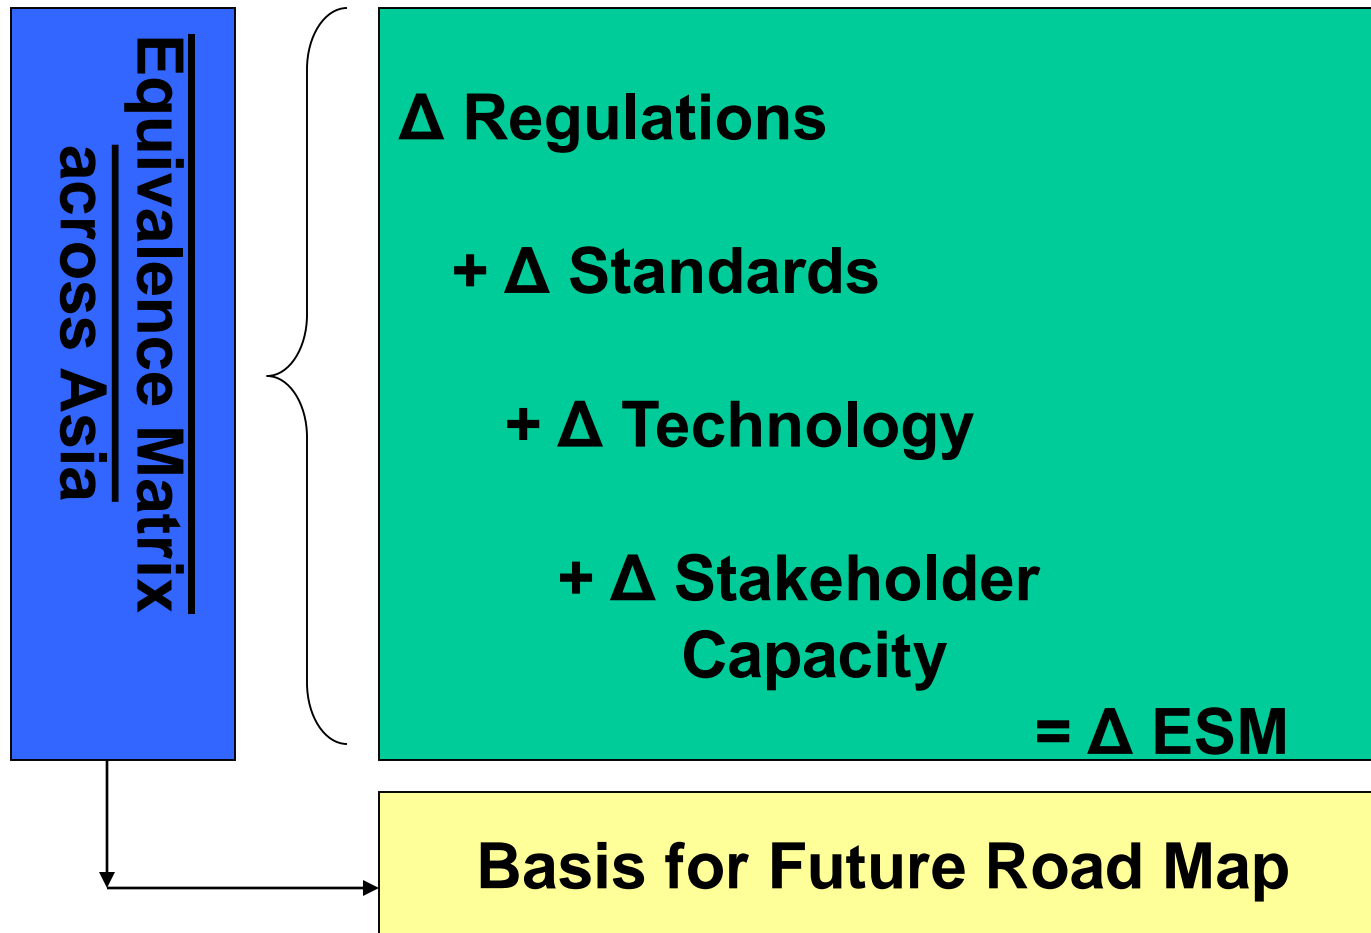 Equivalence Matrix
across Asia
Δ Regulations
+ Δ Standards
+ Δ Technology
+ Δ Stakeholder
Capacity
= Δ ESM
Basis for Future Road Map